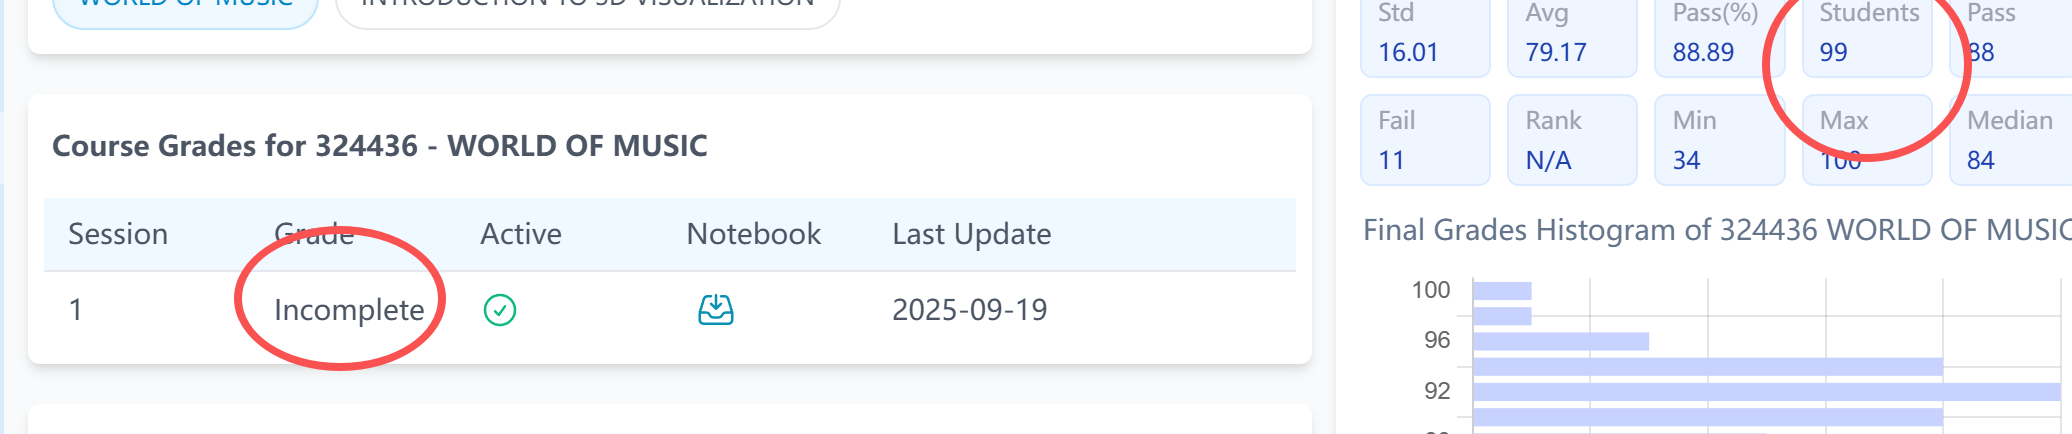 WORLD OF MUSIC
INTRODUCTION TO 3D VISUALIZATION
Course Grades for 324436 - WORLD OF MUSIC
Session Grade Active Notebook Last Update
1 Incomplete 2025-09-19
Std Avg Pass(%) Students Pass
16.01 79.17 88.89 99 88
Fail Rank Min Max Median
11 N/A 34 100 84
Final Grades Histogram of 324436 WORLD OF MUSIC
100
96
92